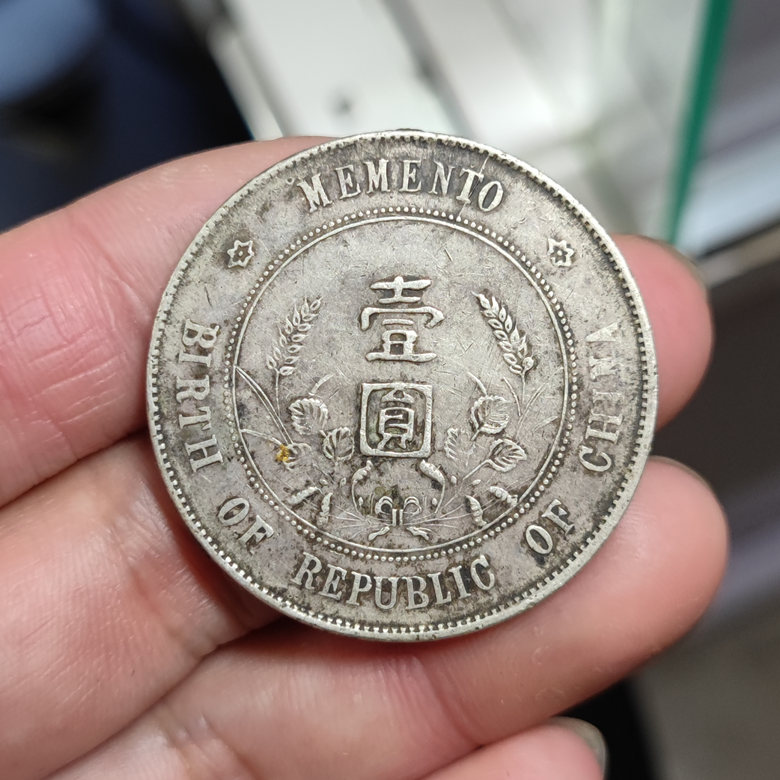 MEMENTO
壹
圓
BIRTH OF REPUBLIC OF CHINA